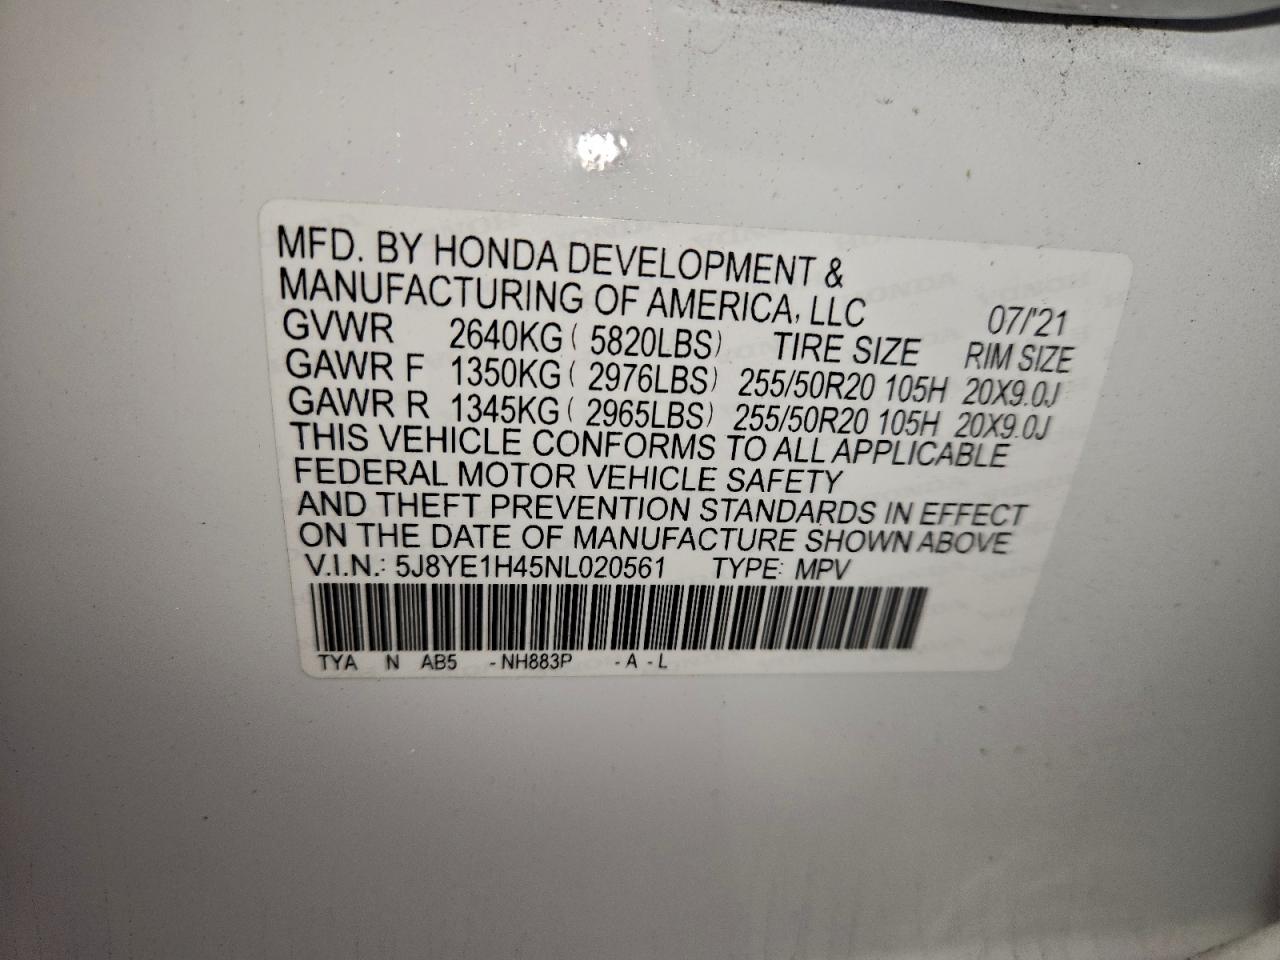 MFD. BY HONDA DEVELOPMENT &
MANUFACTURING OF AMERICA, LLC 07/'21
GVWR 2640KG ( 5820LBS) TIRE SIZE RIM SIZE
GAWR F 1350KG ( 2976LBS) 255/50R20 105H 20X9.0J
GAWR R 1345KG ( 2965LBS) 255/50R20 105H 20X9.0J
THIS VEHICLE CONFORMS TO ALL APPLICABLE
FEDERAL MOTOR VEHICLE SAFETY
AND THEFT PREVENTION STANDARDS IN EFFECT
ON THE DATE OF MANUFACTURE SHOWN ABOVE
V.I.N.: 5J8YE1H45NL020561 TYPE: MPV
TYA N AB5 -NH883P -A -L